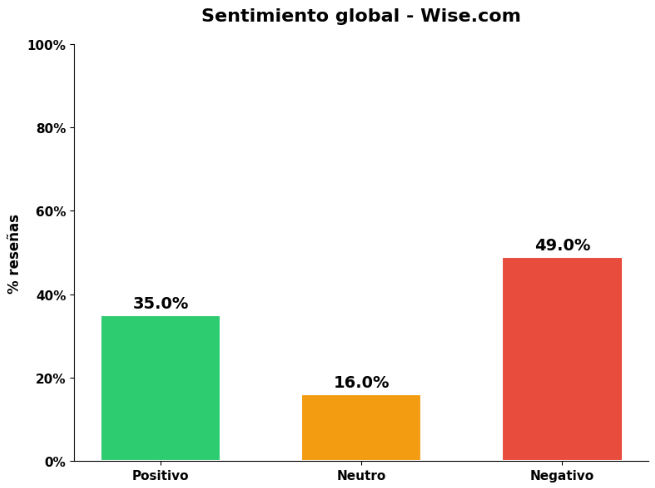 Sentimiento global - Wise.com
100%
80%
60%
40%
20%
0%
% reseñas
35.0%
16.0%
49.0%
Positivo
Neutro
Negativo